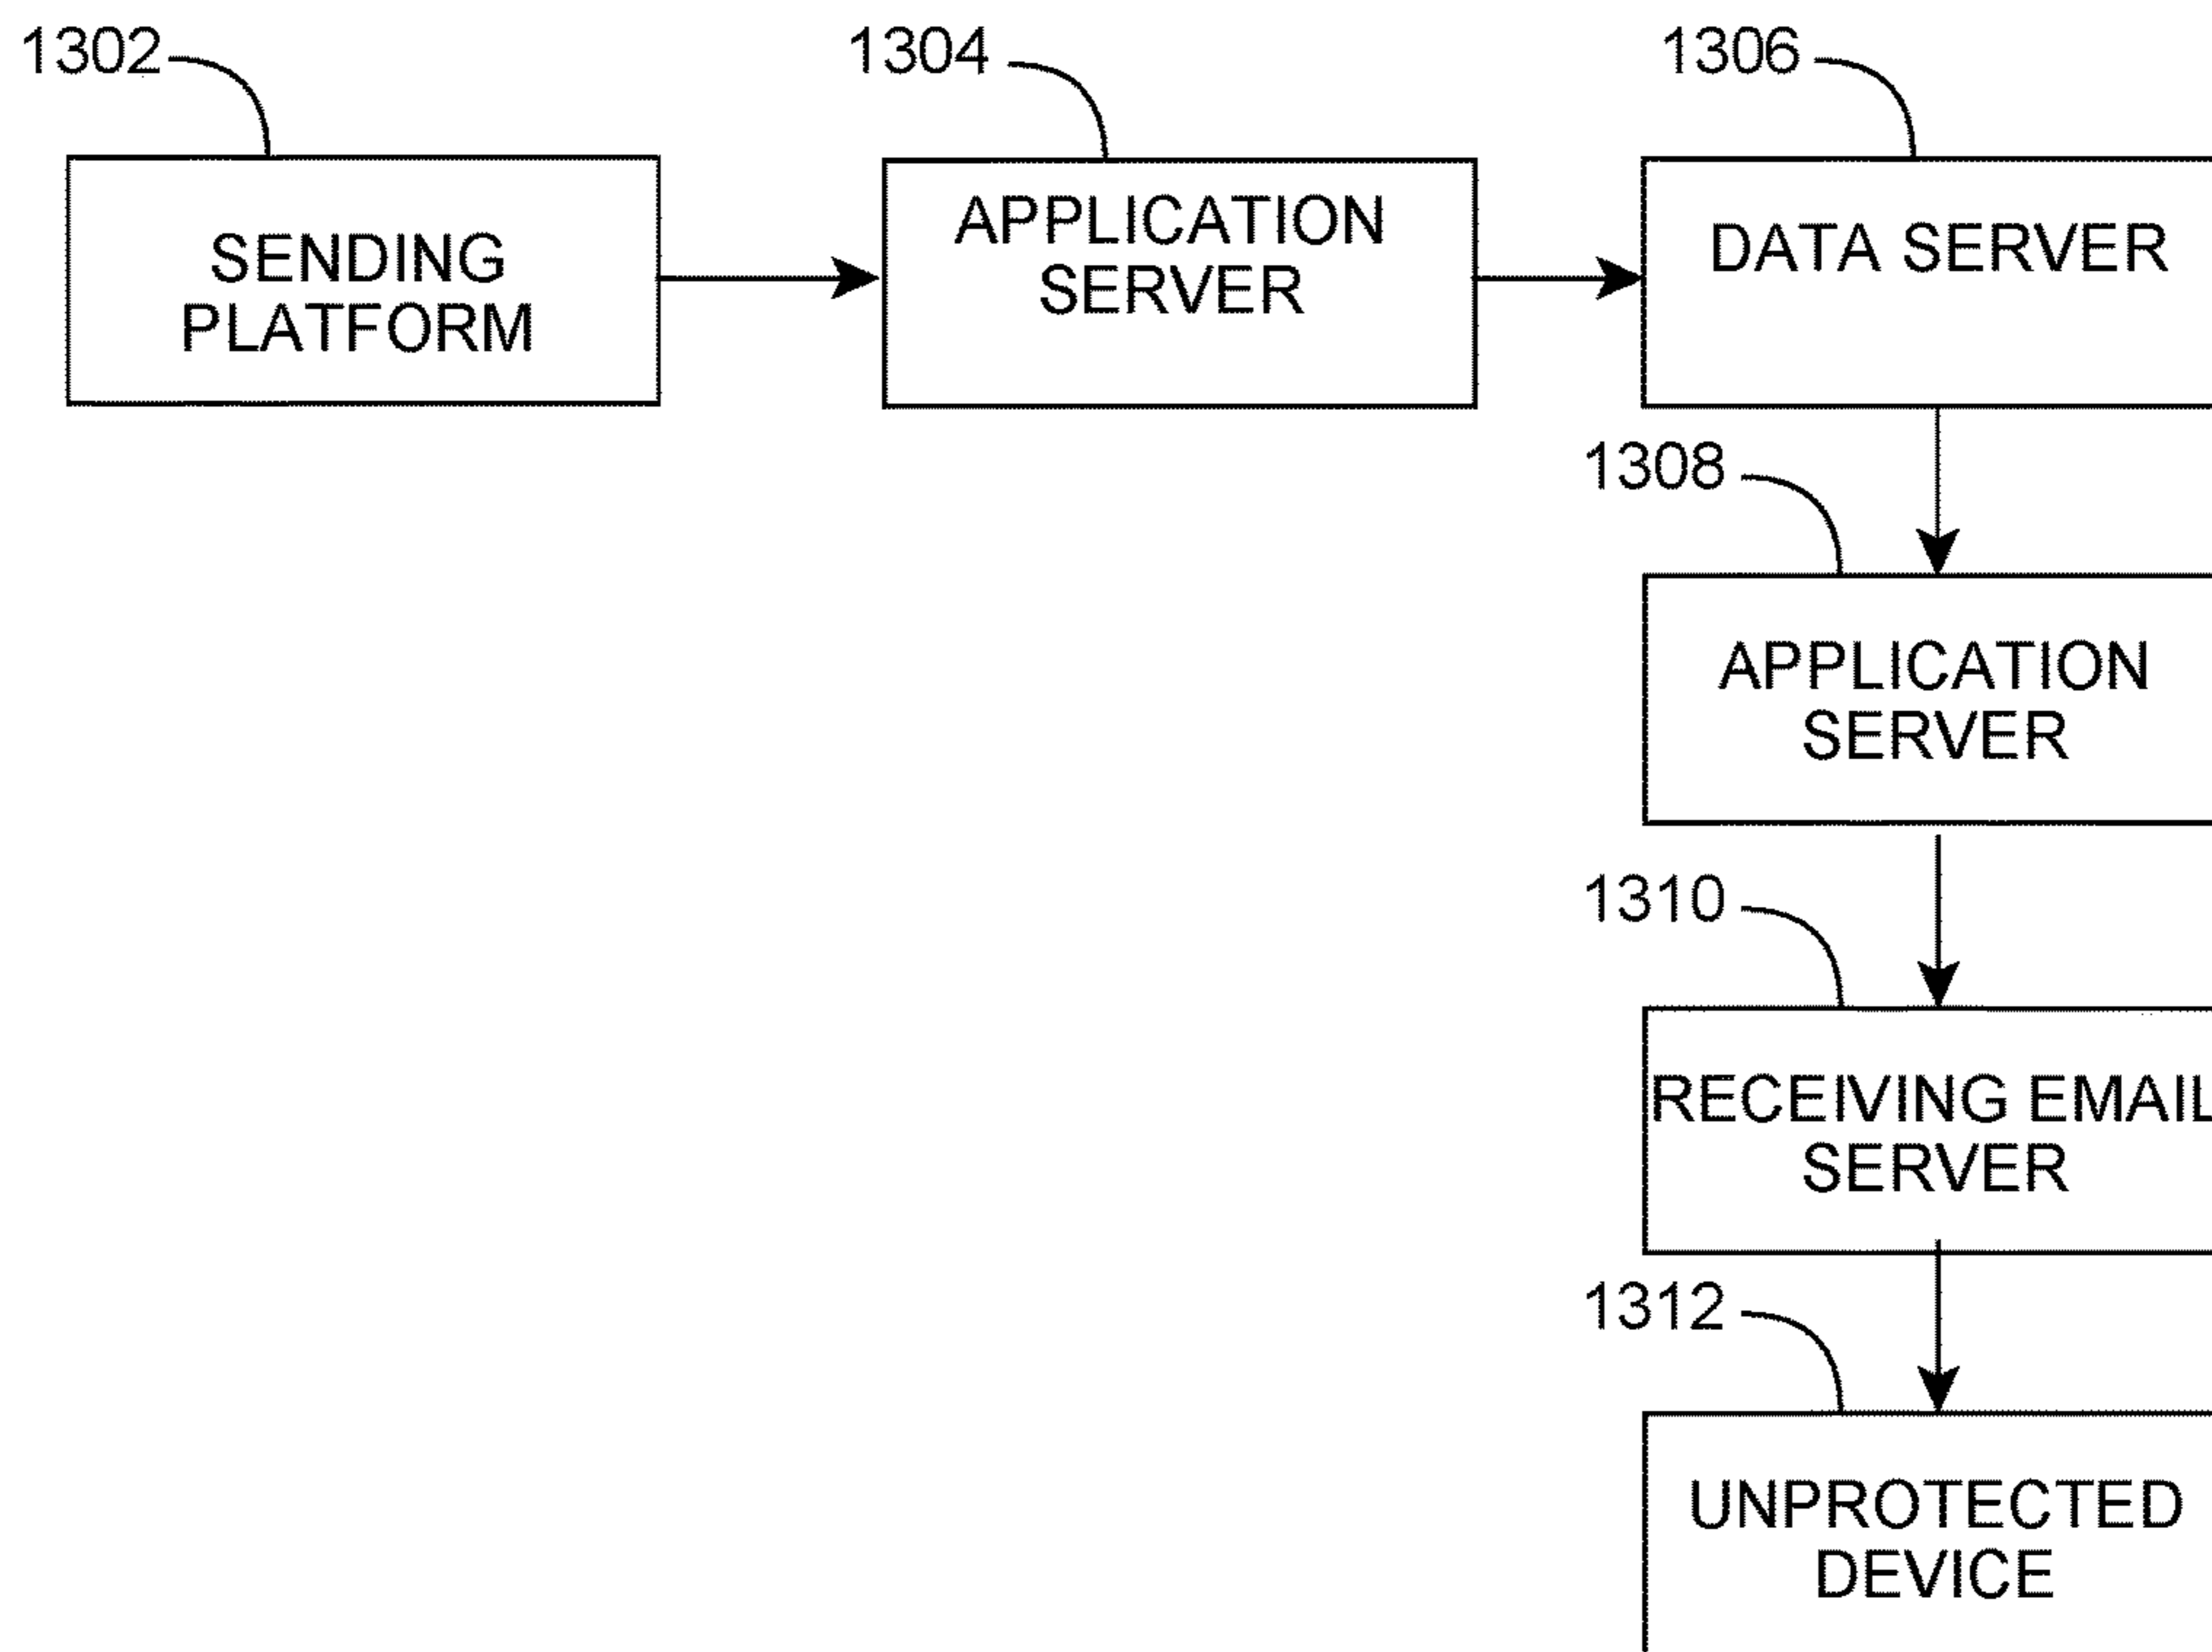 1302
1304
1306
SENDING
PLATFORM
APPLICATION
SERVER
DATA SERVER
1308
APPLICATION
SERVER
1310
RECEIVING EMAIL
SERVER
1312
UNPROTECTED
DEVICE